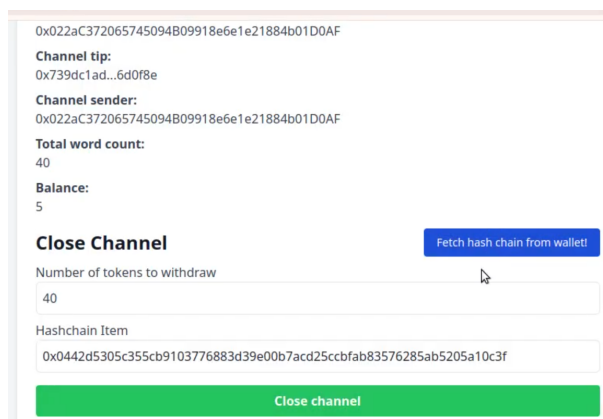 0x022aC372065745094B09918e6e1e21884b01D0AF
Channel tip:
0x739dc1ad...6d0f8e
Channel sender:
0x022aC372065745094B09918e6e1e21884b01D0AF
Total word count:
40
Balance:
5
Close Channel
Fetch hash chain from wallet!
Number of tokens to withdraw
40
Hashchain Item
0x0442d5305c355cb9103776883d39e00b7acd25ccbfab83576285ab5205a10c3f
Close channel